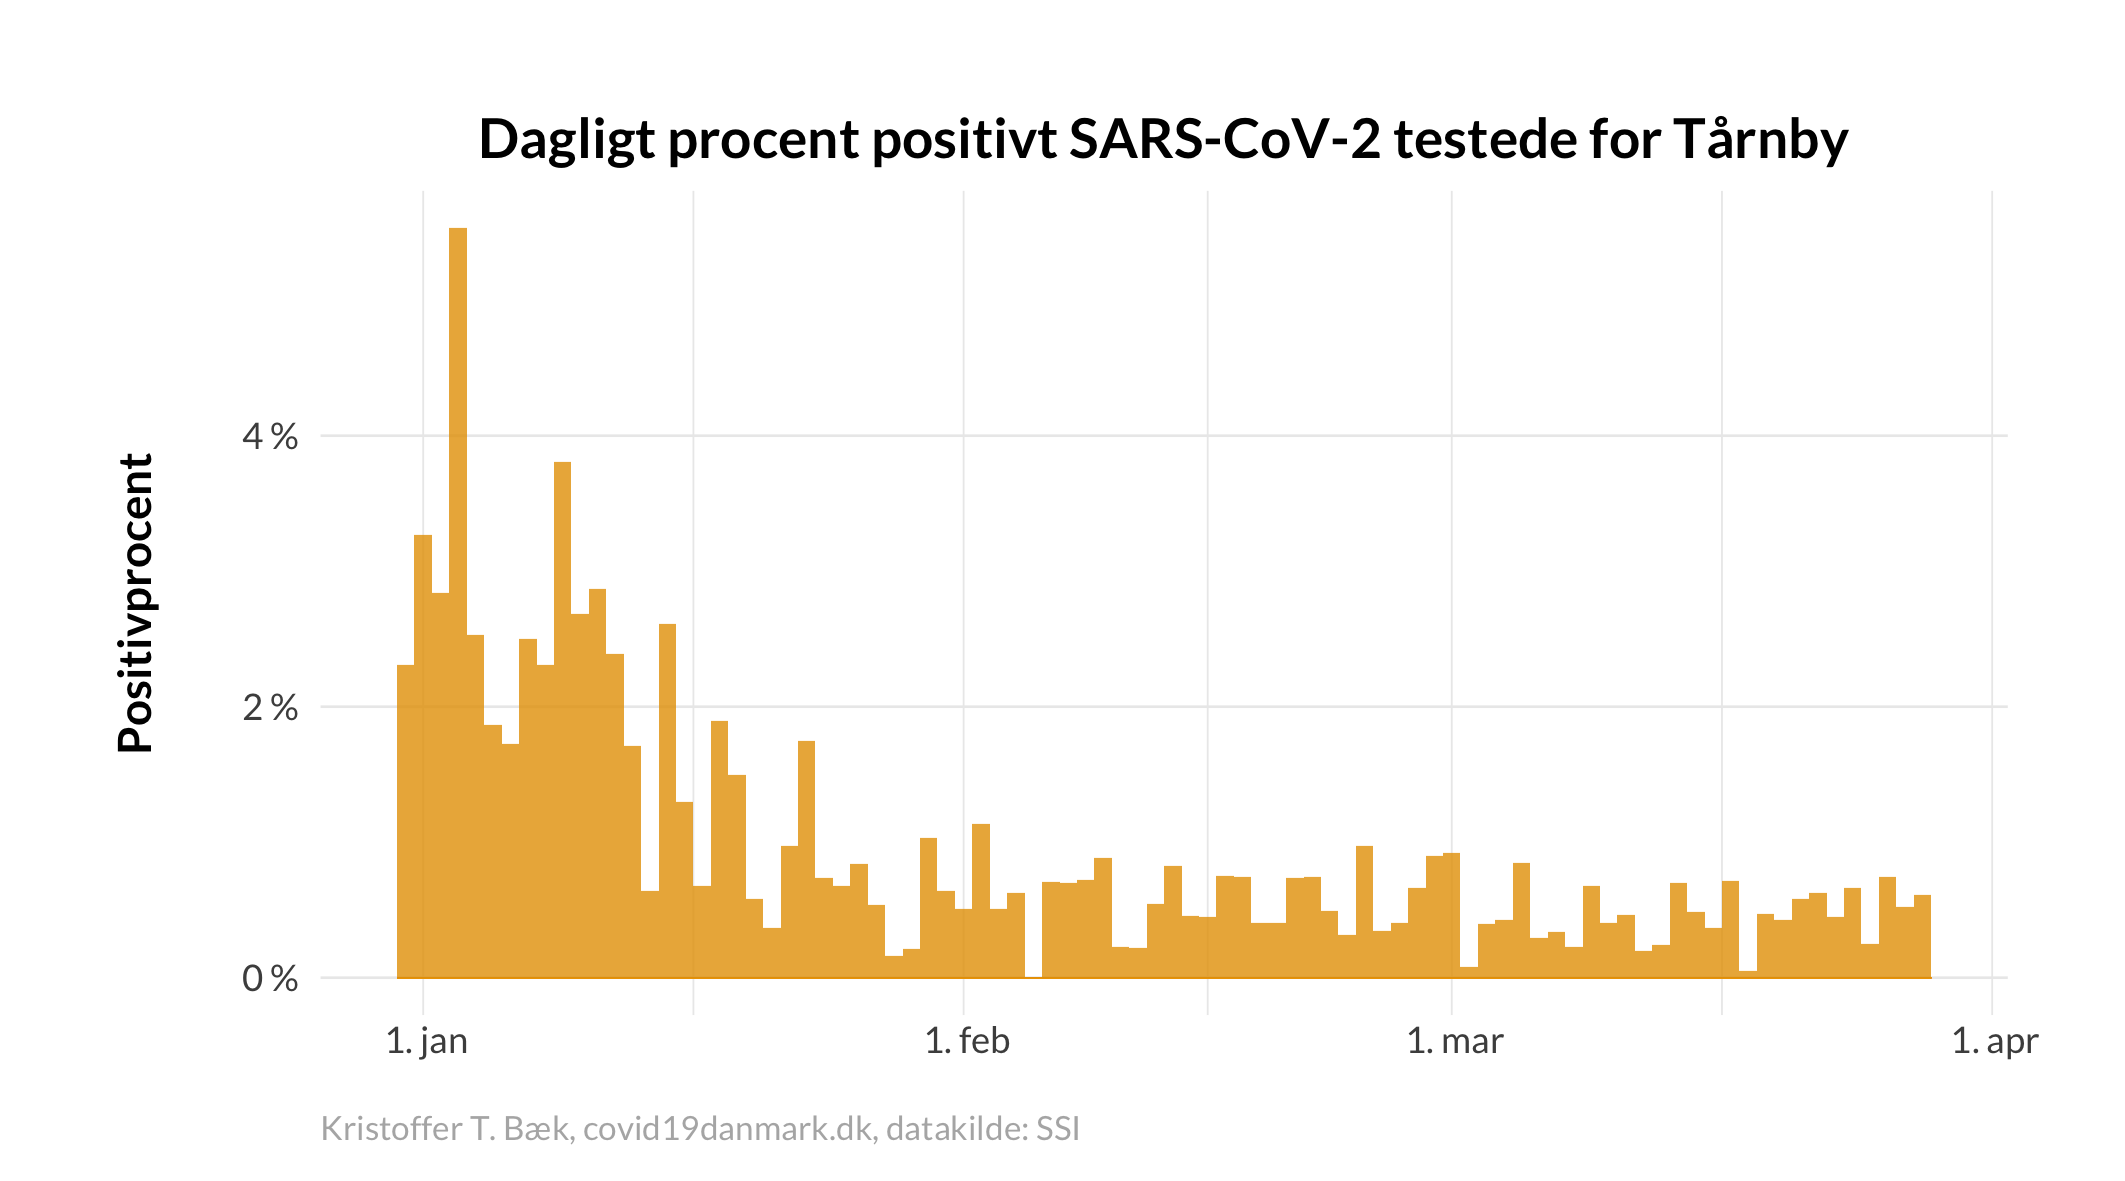 Dagligt procent positivt SARS-CoV-2 testede for Tårnby
Positivprocent
4 %
2 %
0 %
1. jan
1. feb
1. mar
1. apr
Kristoffer T. Bæk, covid19danmark.dk, datakilde: SSI